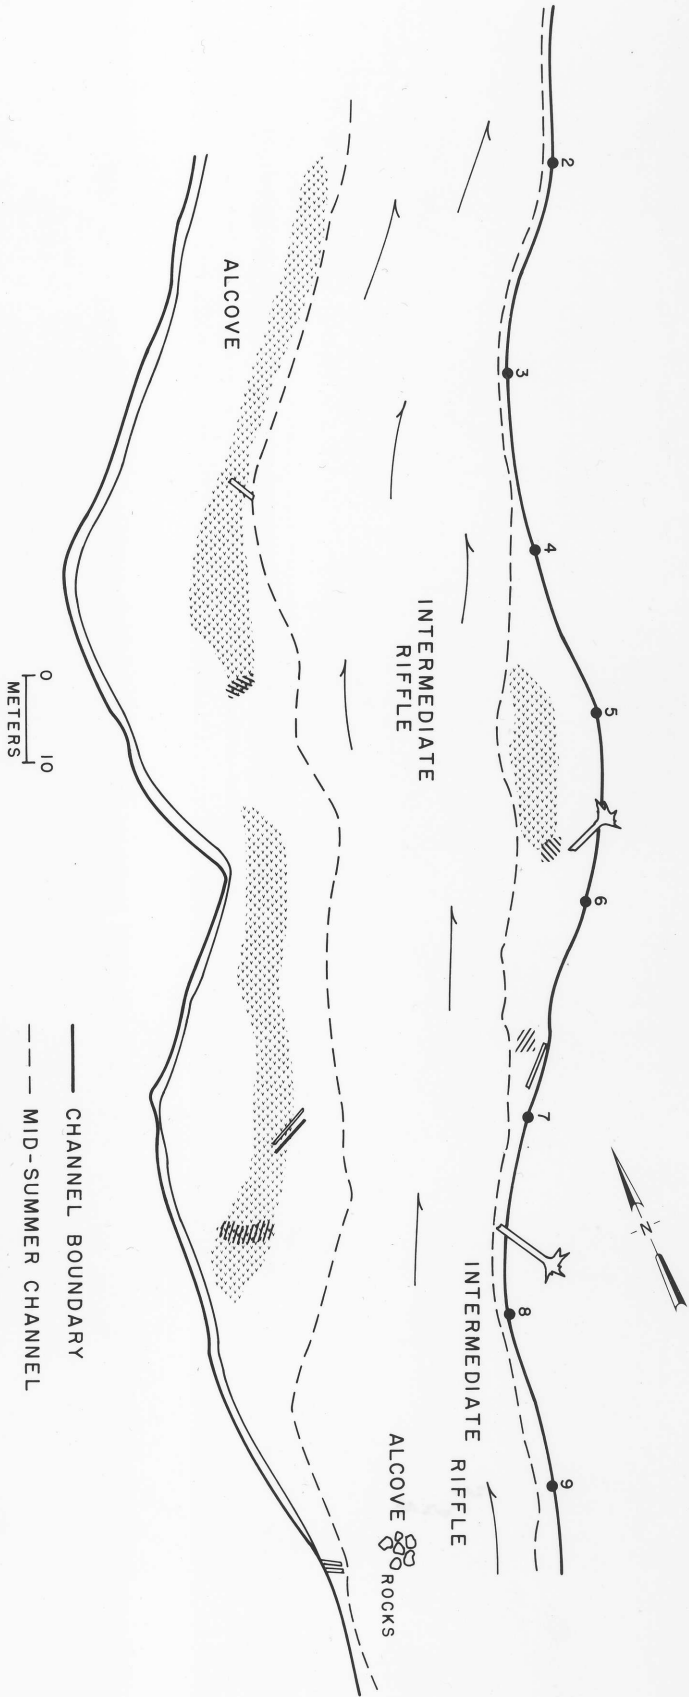 2
3
4
5
6
7
8
9
N
ALCOVE
INTERMEDIATE
RIFFLE
INTERMEDIATE RIFFLE
ALCOVE
ROCKS
0 10
METERS
CHANNEL BOUNDARY
MID-SUMMER CHANNEL